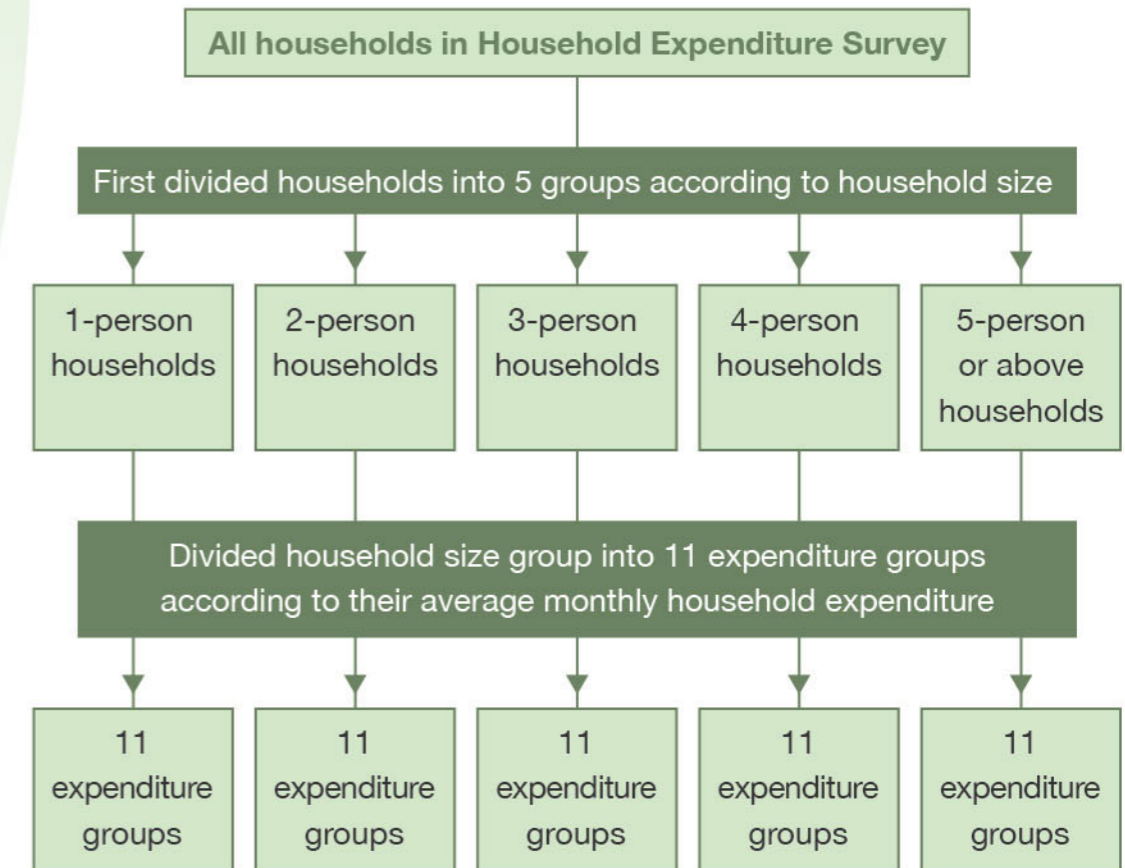 All households in Household Expenditure Survey
First divided households into 5 groups according to household size
1-person
households
2-person
households
3-person
households
4-person
households
5-person
or above
households
Divided household size group into 11 expenditure groups
according to their average monthly household expenditure
11
expenditure
groups
11
expenditure
groups
11
expenditure
groups
11
expenditure
groups
11
expenditure
groups